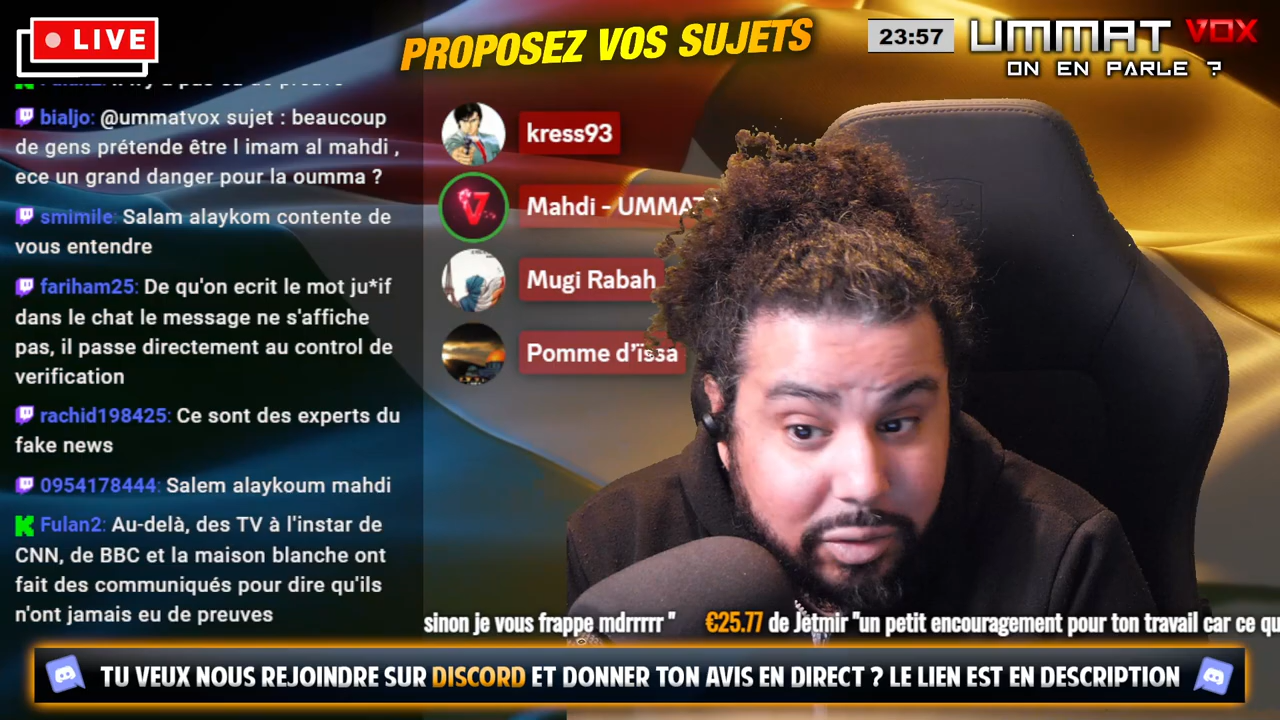 LIVE
PROPOSEZ VOS SUJETS
23:57
UMMAT VOX
ON EN PARLE ?
bialjo: @ummatvox sujet : beaucoup
de gens prétende être l imam al mahdi ,
ece un grand danger pour la oumma ?
smimile: Salam alaykom contente de
vous entendre
fariham25: De qu'on ecrit le mot ju*if
dans le chat le message ne s'affiche
pas, il passe directement au control de
verification
rachid198425: Ce sont des experts du
fake news
0954178444: Salem alaykoum mahdi
Fulan2: Au-delà, des TV à l'instar de
CNN, de BBC et la maison blanche ont
fait des communiqués pour dire qu'ils
n'ont jamais eu de preuves
kress93
Mahdi - UMMAT
Mugi Rabah
Pomme d'issa
sinon je vous frappe mdrrrrr " €25.77 de Jetmir "un petit encouragement pour ton travail car ce qu
TU VEUX NOUS REJOINDRE SUR DISCORD ET DONNER TON AVIS EN DIRECT ? LE LIEN EST EN DESCRIPTION